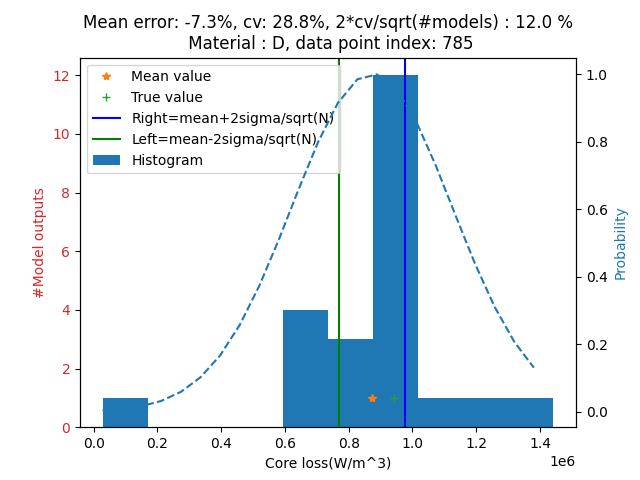 Mean error: -7.3%, cv: 28.8%, 2*cv/sqrt(#models) : 12.0 %
Material : D, data point index: 785
Mean value
True value
Right=mean+2sigma/sqrt(N)
Left=mean-2sigma/sqrt(N)
Histogram
#Model outputs
12
10
8
6
4
2
0
Probability
1.0
0.8
0.6
0.4
0.2
0.0
0.0 0.2 0.4 0.6 0.8 1.0 1.2 1.4
1e6
Core loss(W/m^3)